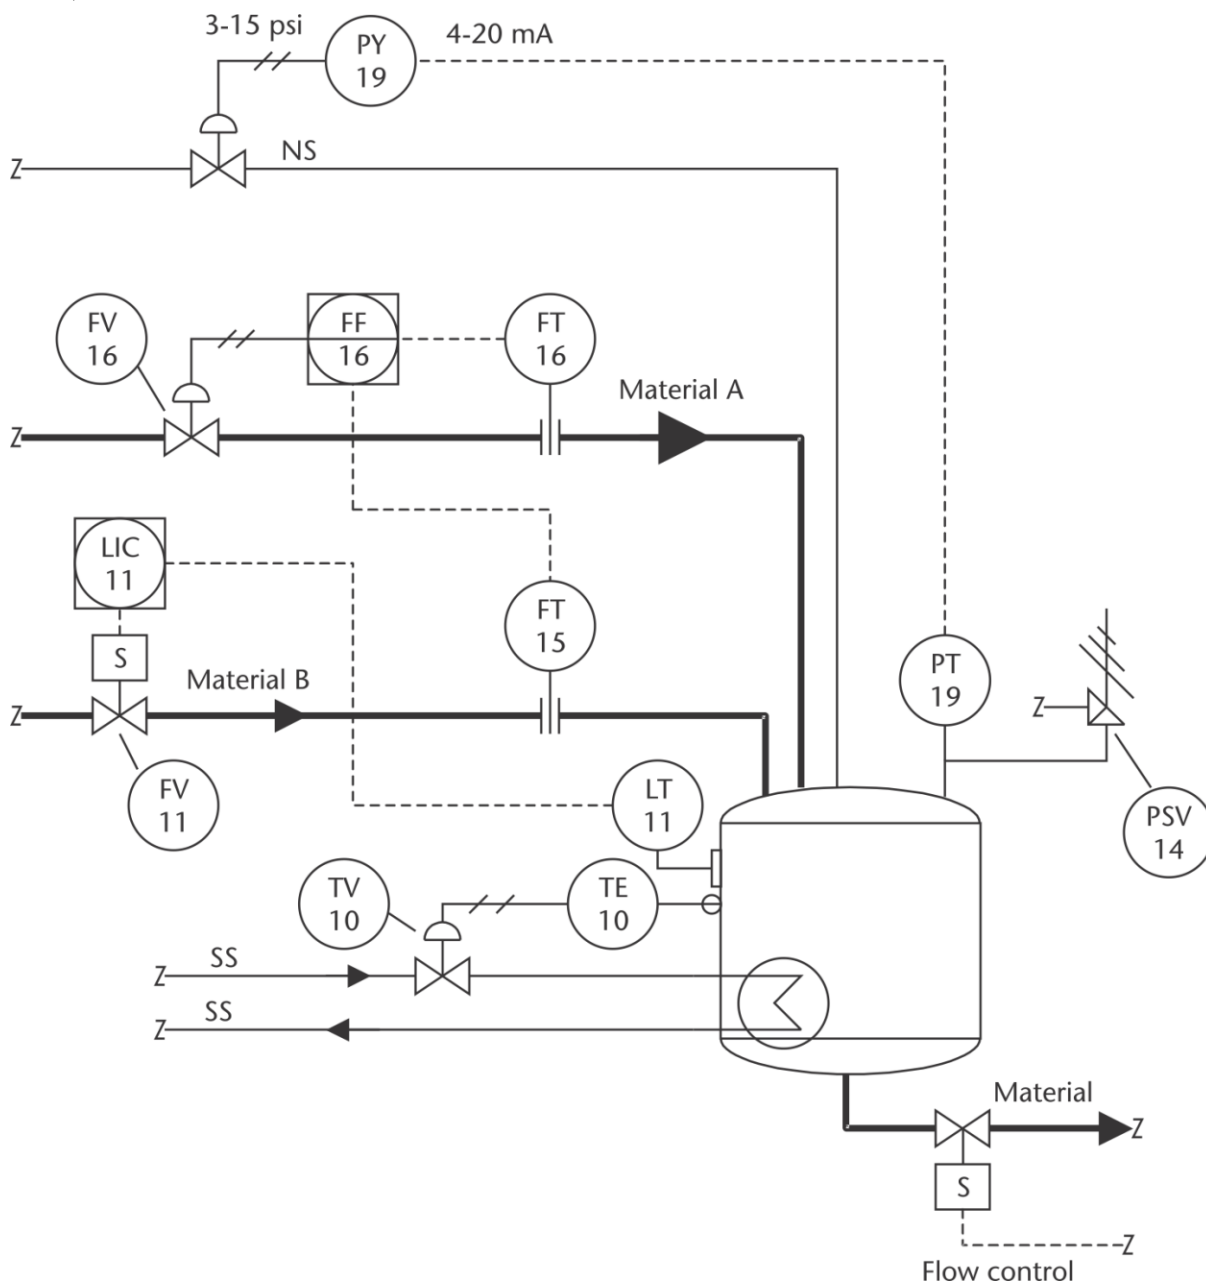 3-15 psi
PY
19
4-20 mA
Z
NS
FV
16
FF
16
FT
16
Material A
Z
LIC
11
FT
15
S
Material B
Z
PT
19
Z
FV
11
LT
11
PSV
14
TV
10
TE
10
SS
Z
SS
Z
Material
Z
S
Z
Flow control